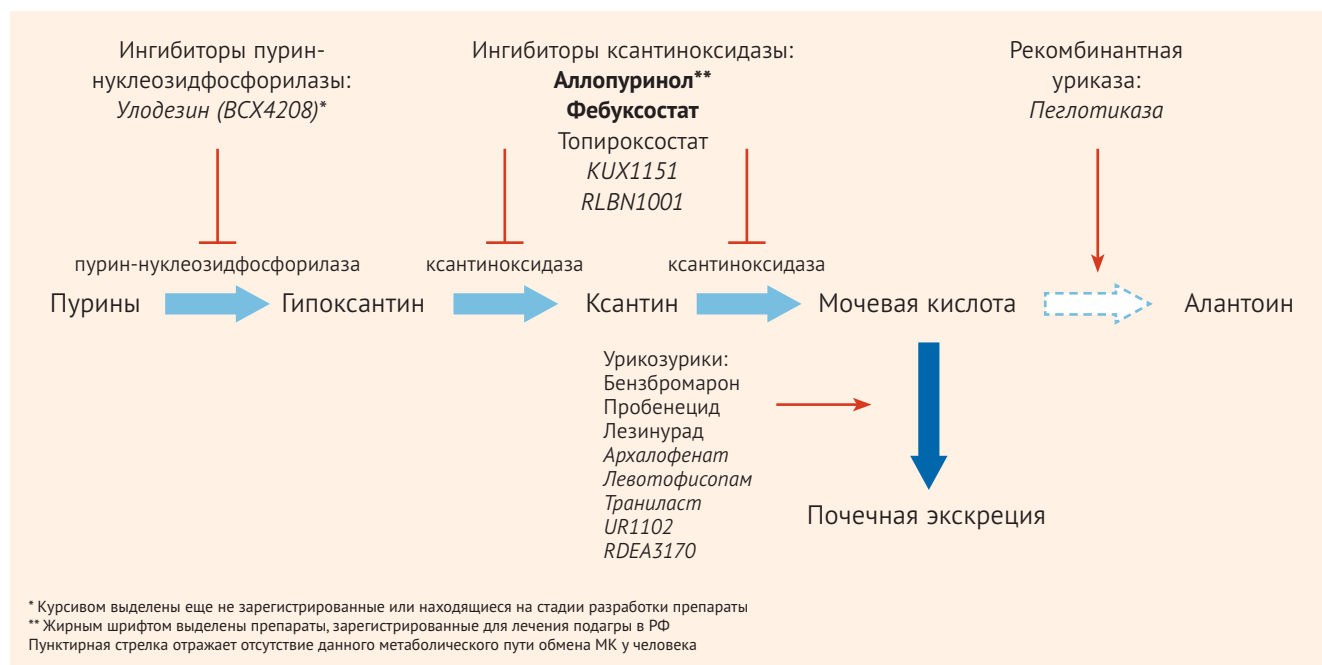 Ингибиторы пурин-
нуклеозидфосфорилазы:
Улодезин (BCX4208)*
Ингибиторы ксантиноксидазы:
Аллопуринол**
Фебуксостат
Топироксостат
KUX1151
RLBN1001
Рекомбинантная
уриказа:
Пеглотиказа
пурин-нуклеозидфосфорилаза
ксантиноксидаза
ксантиноксидаза
Пурины
Гипоксантин
Ксантин
Мочевая кислота
Алантоин
Урикозурики:
Бензбромарон
Пробенецид
Лезинурад
Архалофенат
Левотофисопам
Траниласт
UR1102
RDEA3170
Почечная экскреция
* Курсивом выделены еще не зарегистрированные или находящиеся на стадии разработки препараты
** Жирным шрифтом выделены препараты, зарегистрированные для лечения подагры в РФ
Пунктирная стрелка отражает отсутствие данного метаболического пути обмена МК у человека